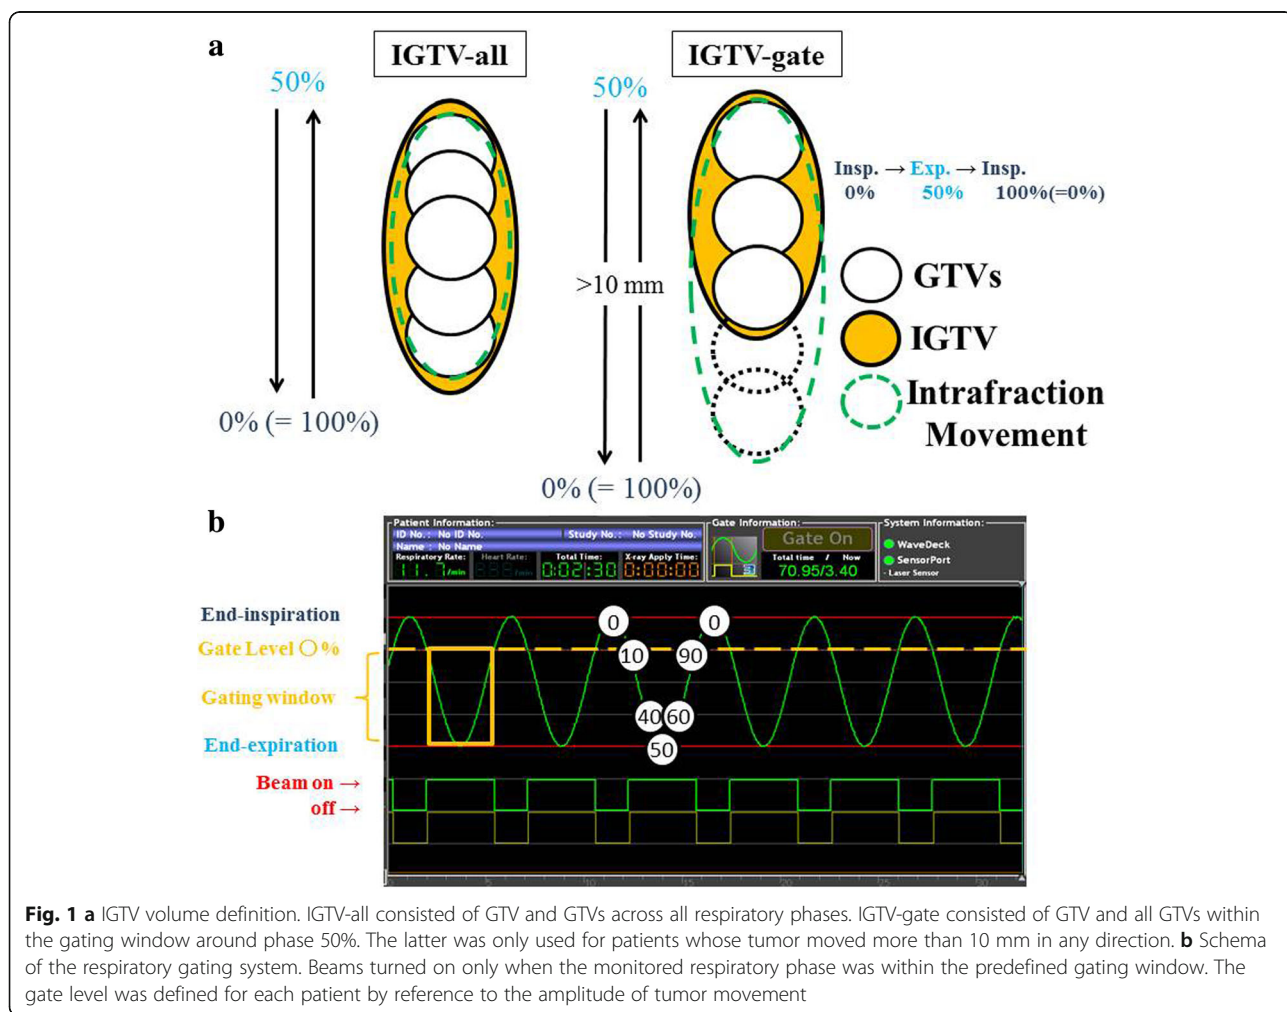 a
IGTV-all
IGTV-gate
50%
50%
Insp. → Exp. → Insp.
0% 50% 100%(=0%)
GTVs
>10 mm
IGTV
Intrafraction
Movement
0% (= 100%)
0% (= 100%)
b
Patient Information:
Gate Information:
System Information:
ID No.: No ID No. Study No.: No Study No.
Name : No Name
Gate On
WaveDeck
Respiratory Rate: Heart Rate: Total Time: X-ray Apply Time:
Total time / Now
SensorPort
11.7/min /min 0:02:30 0:00:00
70.95/3.40
- Laser Sensor
End-inspiration
0 0
Gate Level ○ %
10 90
Gating window
40 60
End-expiration
50
Beam on →
off →
5 15 20 30
Fig. 1 a IGTV volume definition. IGTV-all consisted of GTV and GTVs across all respiratory phases. IGTV-gate consisted of GTV and all GTVs within
the gating window around phase 50%. The latter was only used for patients whose tumor moved more than 10 mm in any direction. b Schema
of the respiratory gating system. Beams turned on only when the monitored respiratory phase was within the predefined gating window. The
gate level was defined for each patient by reference to the amplitude of tumor movement